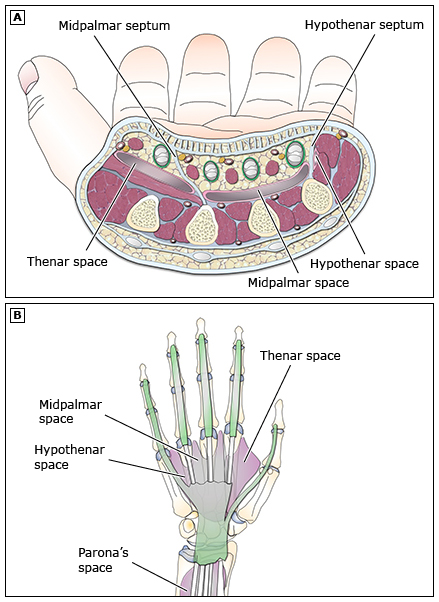 A
Midpalmar septum
Hypothenar septum
Thenar space
Hypothenar space
Midpalmar space
B
Thenar space
Midpalmar
space
Hypothenar
space
Parona's
space